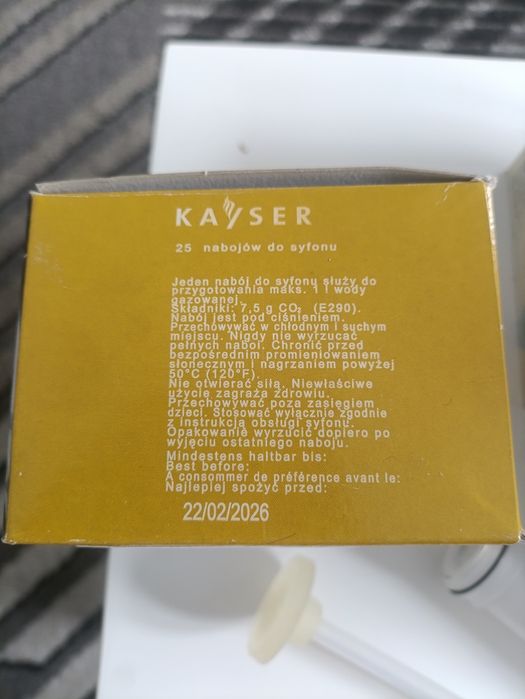 KAYSER
25 nabojów do syfonu
Jeden nabój do syfonu służy do
przygotowania maks. 1 l wody
gazowanej.
Składniki: 7,5 g CO₂ (E290).
Nabój jest pod ciśnieniem.
Przechowywać w chłodnym i suchym
miejscu. Nigdy nie wyrzucać
pełnych naboi. Chronić przed
bezpośrednim promieniowaniem
słonecznym i nagrzaniem powyżej
50°C (120°F).
Nie otwierać siłą. Niewłaściwe
użycie zagraża zdrowiu.
Przechowywać poza zasięgiem
dzieci. Stosować wyłącznie zgodnie
z instrukcją obsługi syfonu.
Opakowanie wyrzucić dopiero po
wyjęciu ostatniego naboju.
Mindestens haltbar bis:
Best before:
A consommer de préférence avant le:
Najlepiej spożyć przed:
22/02/2026